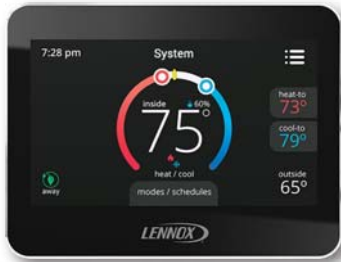 7:28 pm
System
inside
60%
75°
heat-to
73°
cool-to
79°
heat / cool
away
modes / schedules
outside
65°
LENNOX